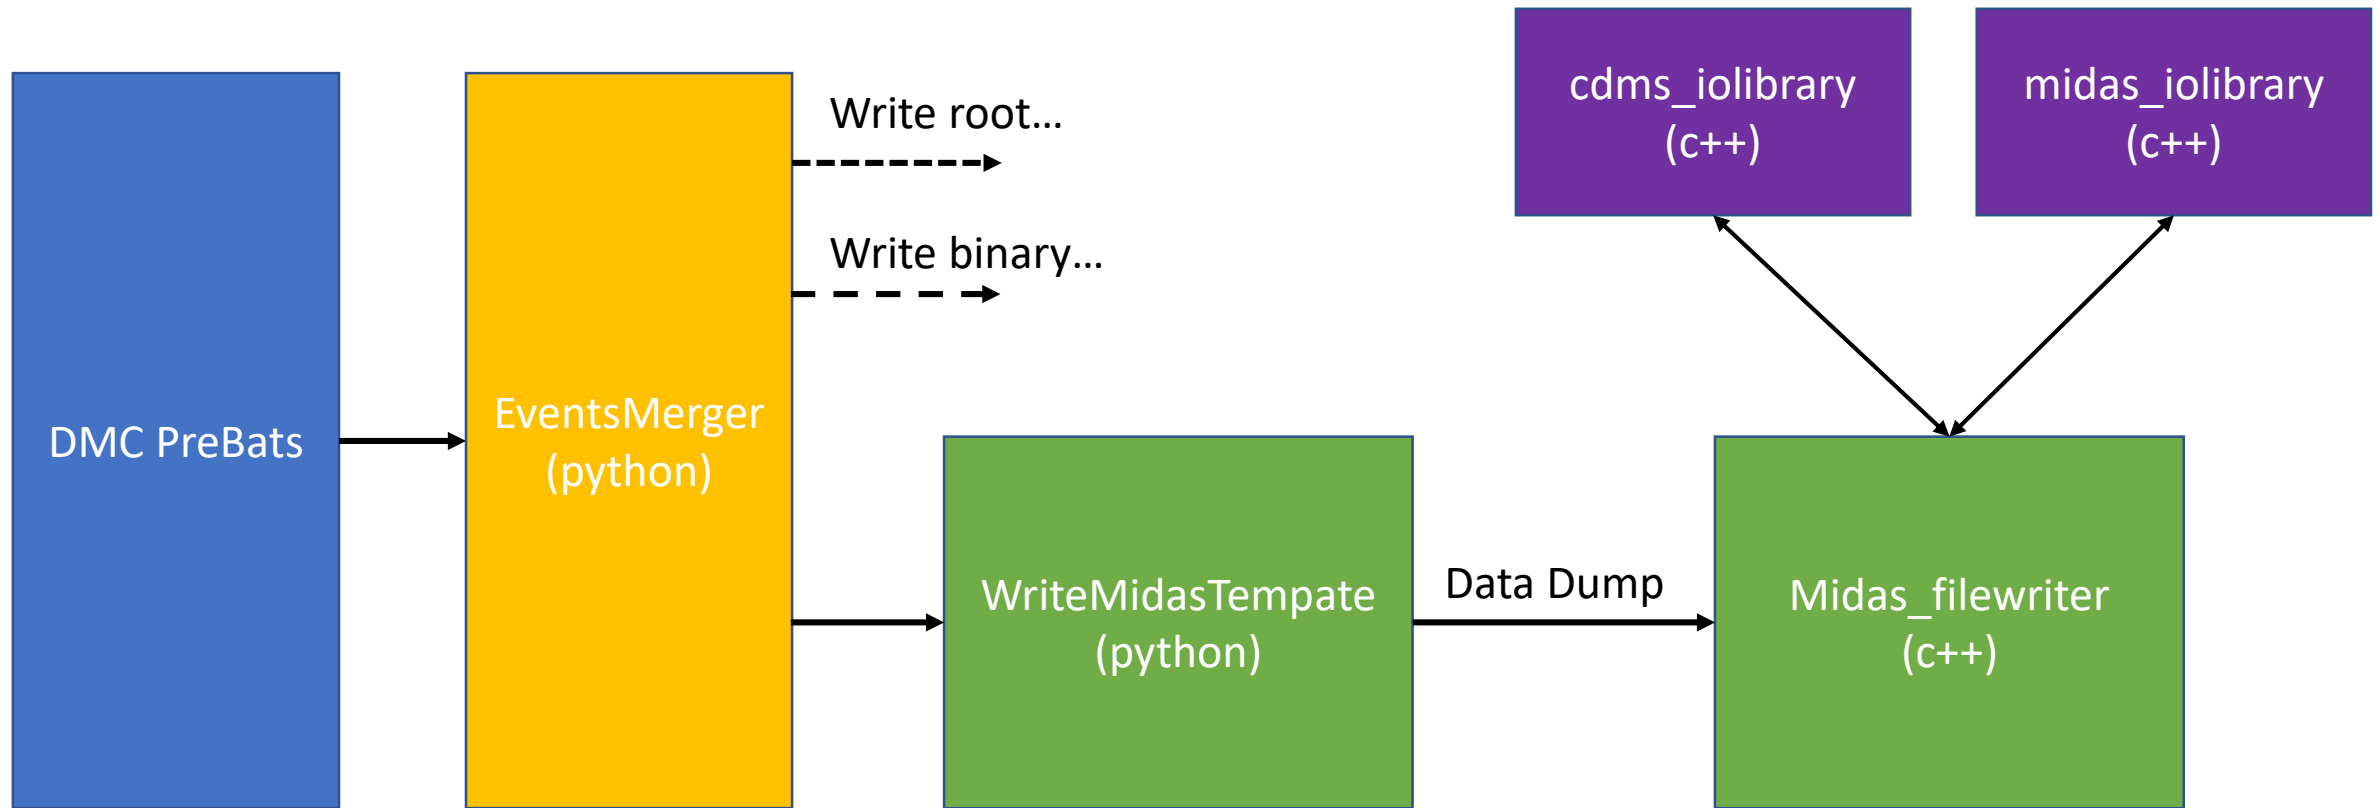 DMC PreBats
EventsMerger
(python)
Write root...
Write binary...
WriteMidasTempate
(python)
Data Dump
cdms_iolibrary
(c++)
midas_iolibrary
(c++)
Midas_filewriter
(c++)